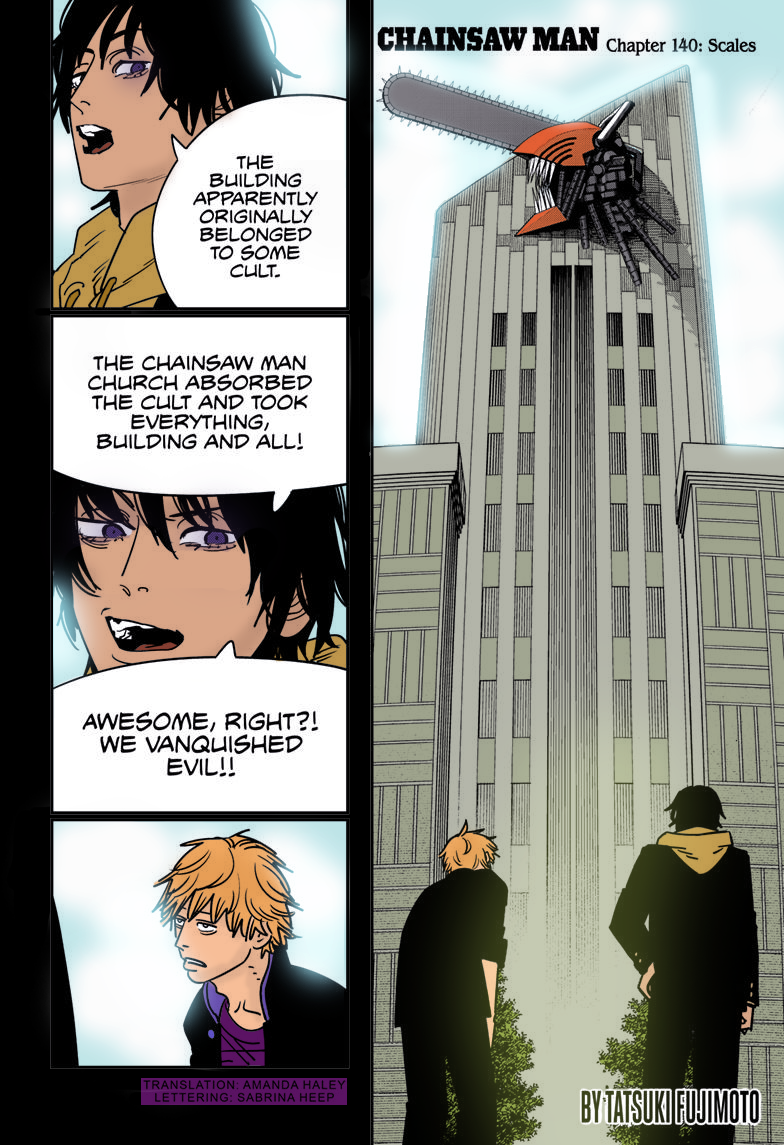 CHAINSAW MAN Chapter 140: Scales
THE
BUILDING
APPARENTLY
ORIGINALLY
BELONGED
TO SOME
CULT.
THE CHAINSAW MAN
CHURCH ABSORBED
THE CULT AND TOOK
EVERYTHING,
BUILDING AND ALL!
AWESOME, RIGHT?!
WE VANQUISHED
EVIL!!
TRANSLATION: AMANDA HALEY
LETTERING: SABRINA HEEP
BY TATSUKI FUJIMOTO